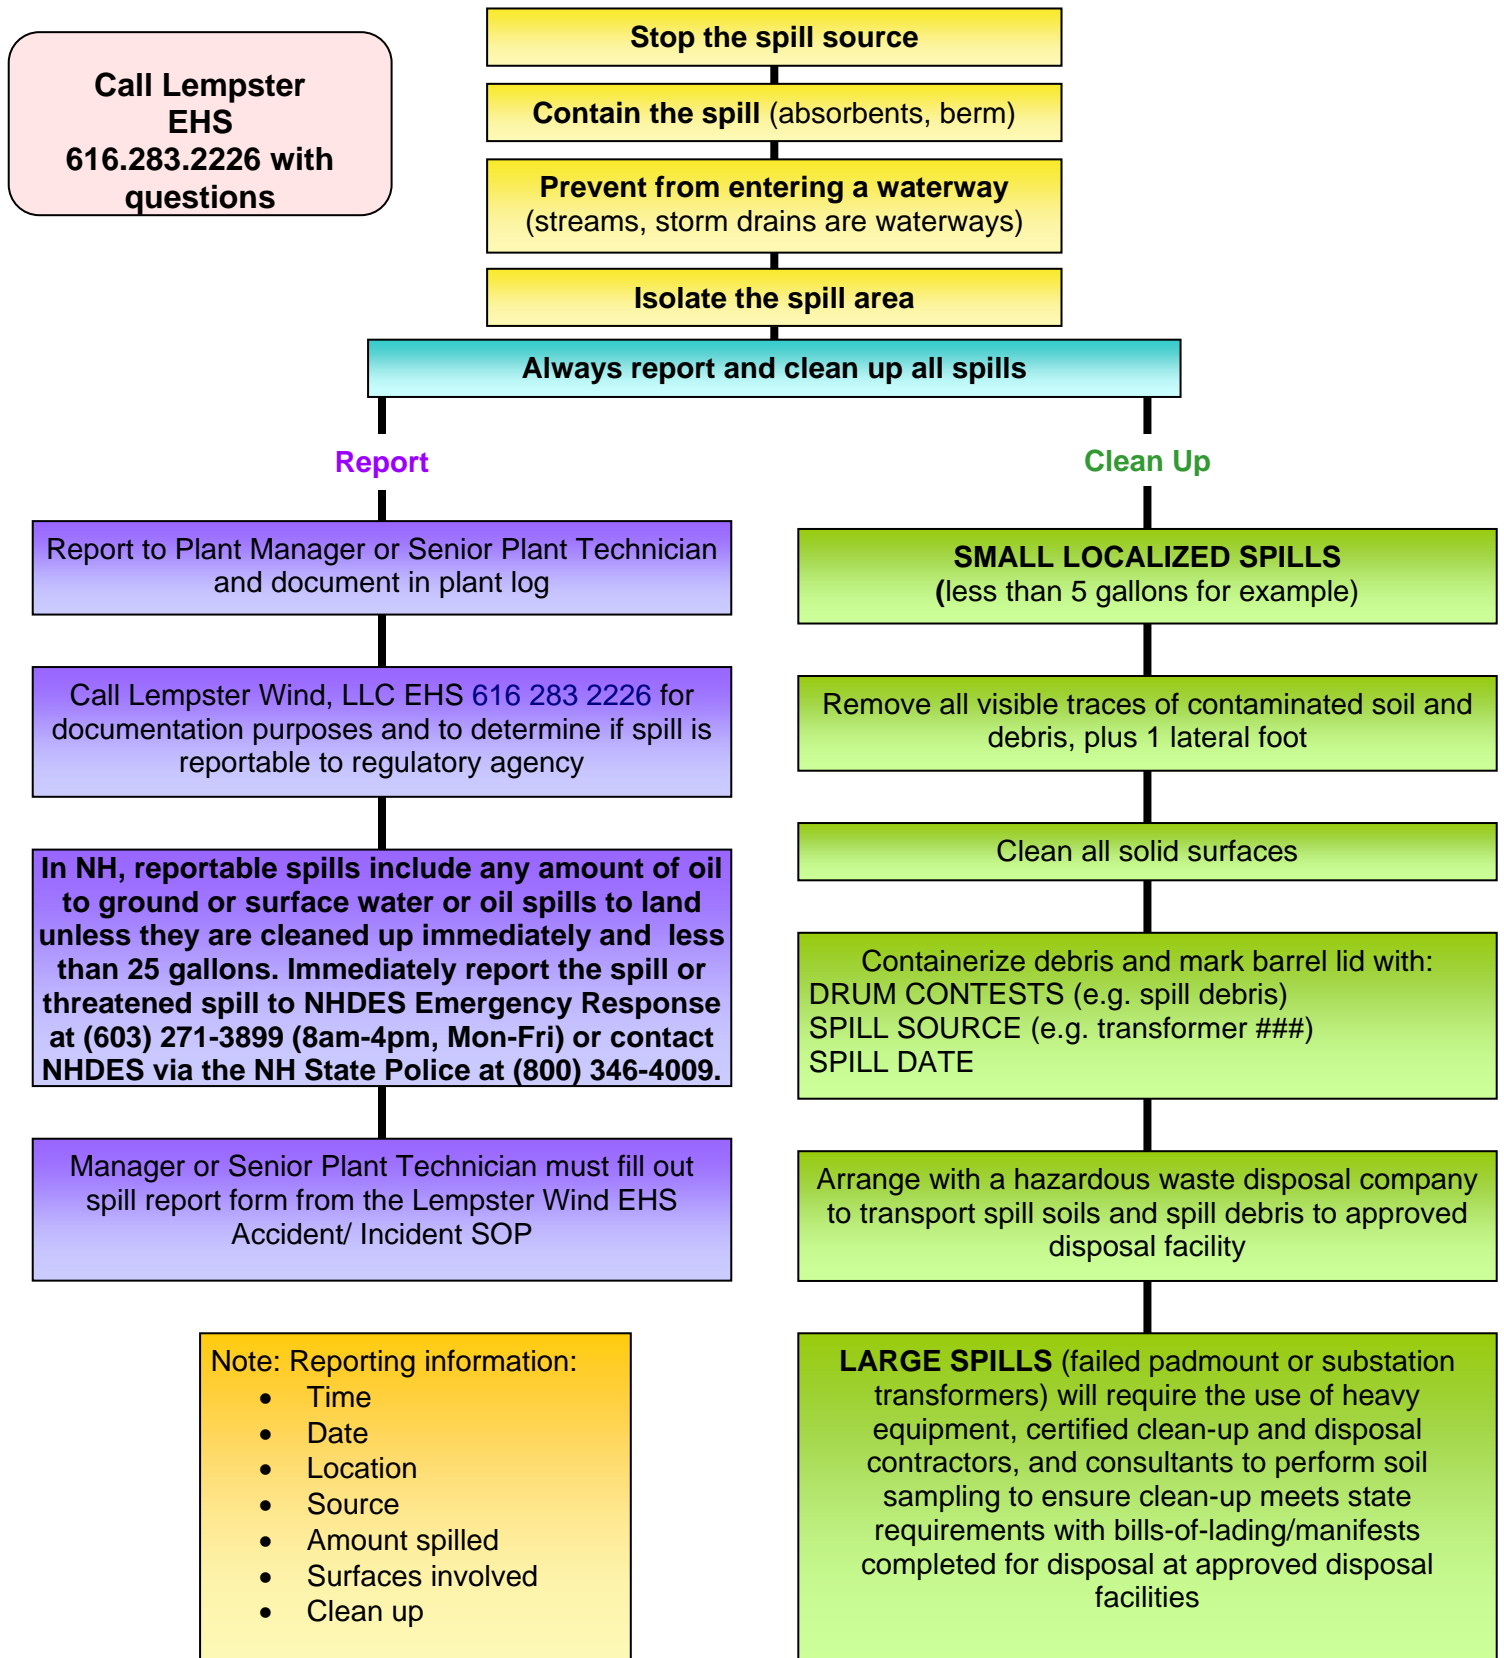 Call Lempster
EHS
616.283.2226 with
questions
Stop the spill source
Contain the spill (absorbents, berm)
Prevent from entering a waterway
(streams, storm drains are waterways)
Isolate the spill area
Always report and clean up all spills
Report
Report to Plant Manager or Senior Plant Technician
and document in plant log
Call Lempster Wind, LLC EHS 616 283 2226 for
documentation purposes and to determine if spill is
reportable to regulatory agency
In NH, reportable spills include any amount of oil
to ground or surface water or oil spills to land
unless they are cleaned up immediately and less
than 25 gallons. Immediately report the spill or
threatened spill to NHDES Emergency Response
at (603) 271-3899 (8am-4pm, Mon-Fri) or contact
NHDES via the NH State Police at (800) 346-4009.
Manager or Senior Plant Technician must fill out
spill report form from the Lempster Wind EHS
Accident/ Incident SOP
Note: Reporting information:
• Time
• Date
• Location
• Source
• Amount spilled
• Surfaces involved
• Clean up
Clean Up
SMALL LOCALIZED SPILLS
(less than 5 gallons for example)
Remove all visible traces of contaminated soil and
debris, plus 1 lateral foot
Clean all solid surfaces
Containerize debris and mark barrel lid with:
DRUM CONTESTS (e.g. spill debris)
SPILL SOURCE (e.g. transformer ###)
SPILL DATE
Arrange with a hazardous waste disposal company
to transport spill soils and spill debris to approved
disposal facility
LARGE SPILLS (failed padmount or substation
transformers) will require the use of heavy
equipment, certified clean-up and disposal
contractors, and consultants to perform soil
sampling to ensure clean-up meets state
requirements with bills-of-lading/manifests
completed for disposal at approved disposal
facilities